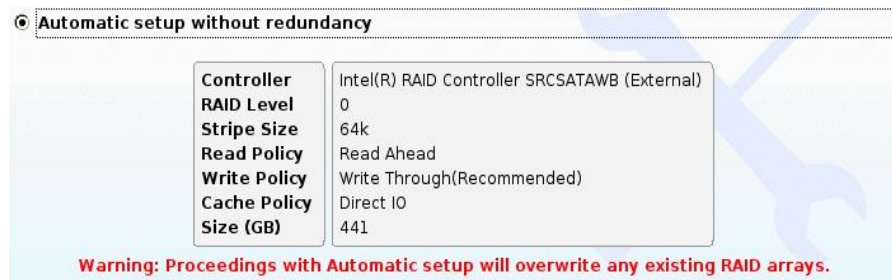 Automatic setup without redundancy
Controller Intel(R) RAID Controller SRCSATAWB (External)
RAID Level 0
Stripe Size 64k
Read Policy Read Ahead
Write Policy Write Through(Recommended)
Cache Policy Direct IO
Size (GB) 441
Warning: Proceedings with Automatic setup will overwrite any existing RAID arrays.